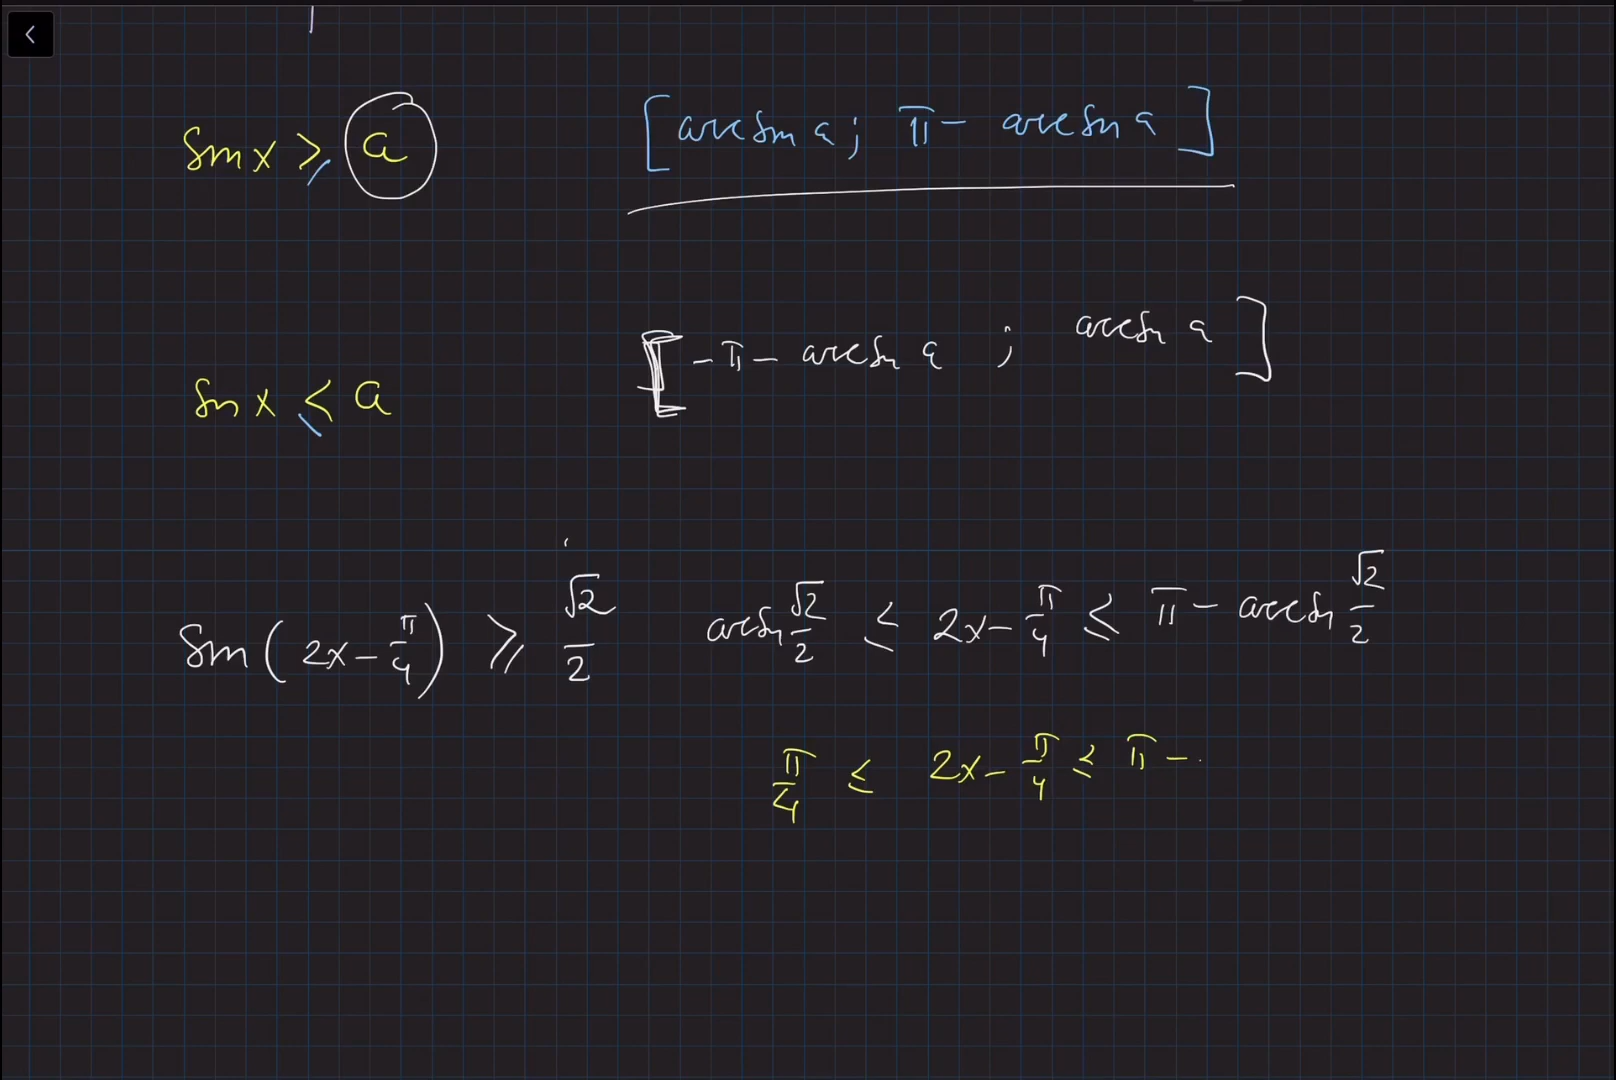 sin x ≥ a [arcsin a; π - arcsin a]
sin x ≤ a [-π - arcsin a ; arcsin a]
sin(2x - π/4) ≥ √2/2 arcsin √2/2 ≤ 2x - π/4 ≤ π - arcsin √2/2
π/4 ≤ 2x - π/4 ≤ π -